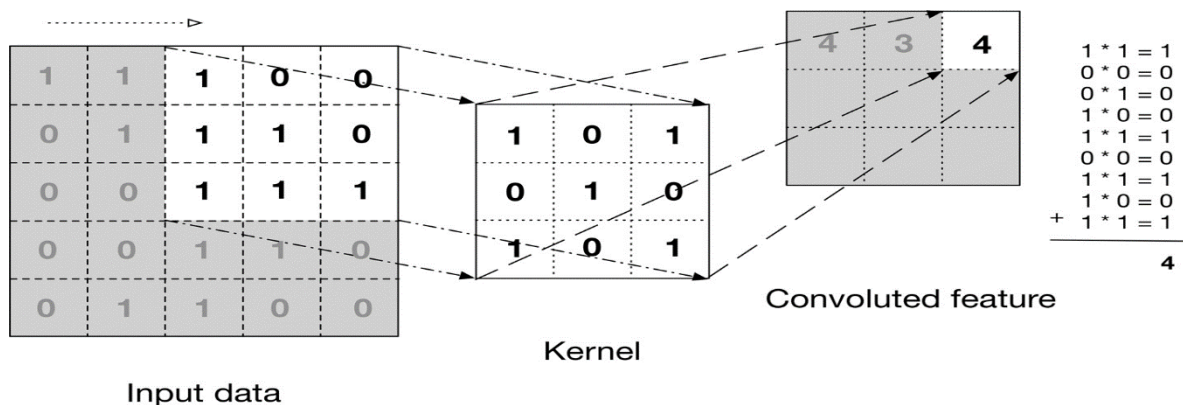 1 1 1 0 0
0 1 1 1 0
0 0 1 1 1
0 0 1 1 0
0 1 1 0 0
Input data
1 0 1
0 1 0
1 0 1
Kernel
4 3 4
Convoluted feature
1 * 1 = 1
0 * 0 = 0
0 * 1 = 0
1 * 0 = 0
1 * 1 = 1
0 * 0 = 0
1 * 1 = 1
1 * 0 = 0
+ 1 * 1 = 1
4